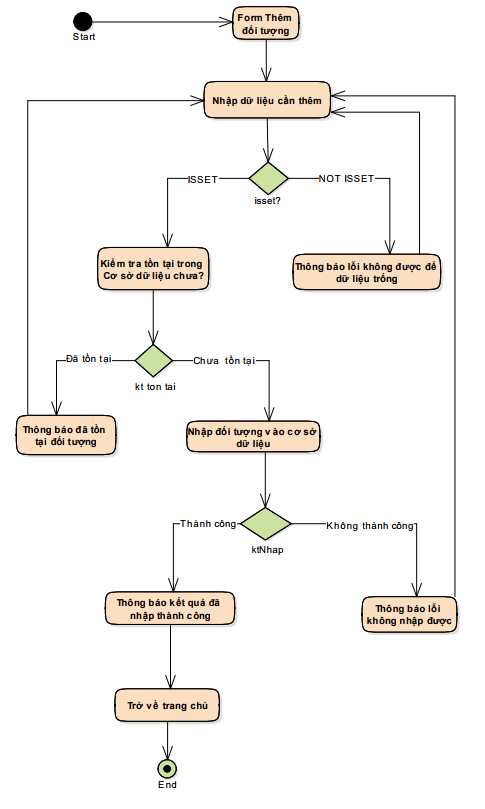 Form Thêm
đối tượng
Start
Nhập dữ liệu cần thêm
ISSET
NOT ISSET
isset?
Kiểm tra tồn tại trong
Cơ sở dữ liệu chưa?
Thông báo lỗi không được để
dữ liệu trống
Đã tồn tại
Chưa tồn tại
kt ton tai
Thông báo đã tồn
tại đối tượng
Nhập đối tượng vào cơ sở
dữ liệu
Thành công
Không thành công
ktNhap
Thông báo kết quả đã
nhập thành công
Thông báo lỗi
không nhập được
Trở về trang chủ
End